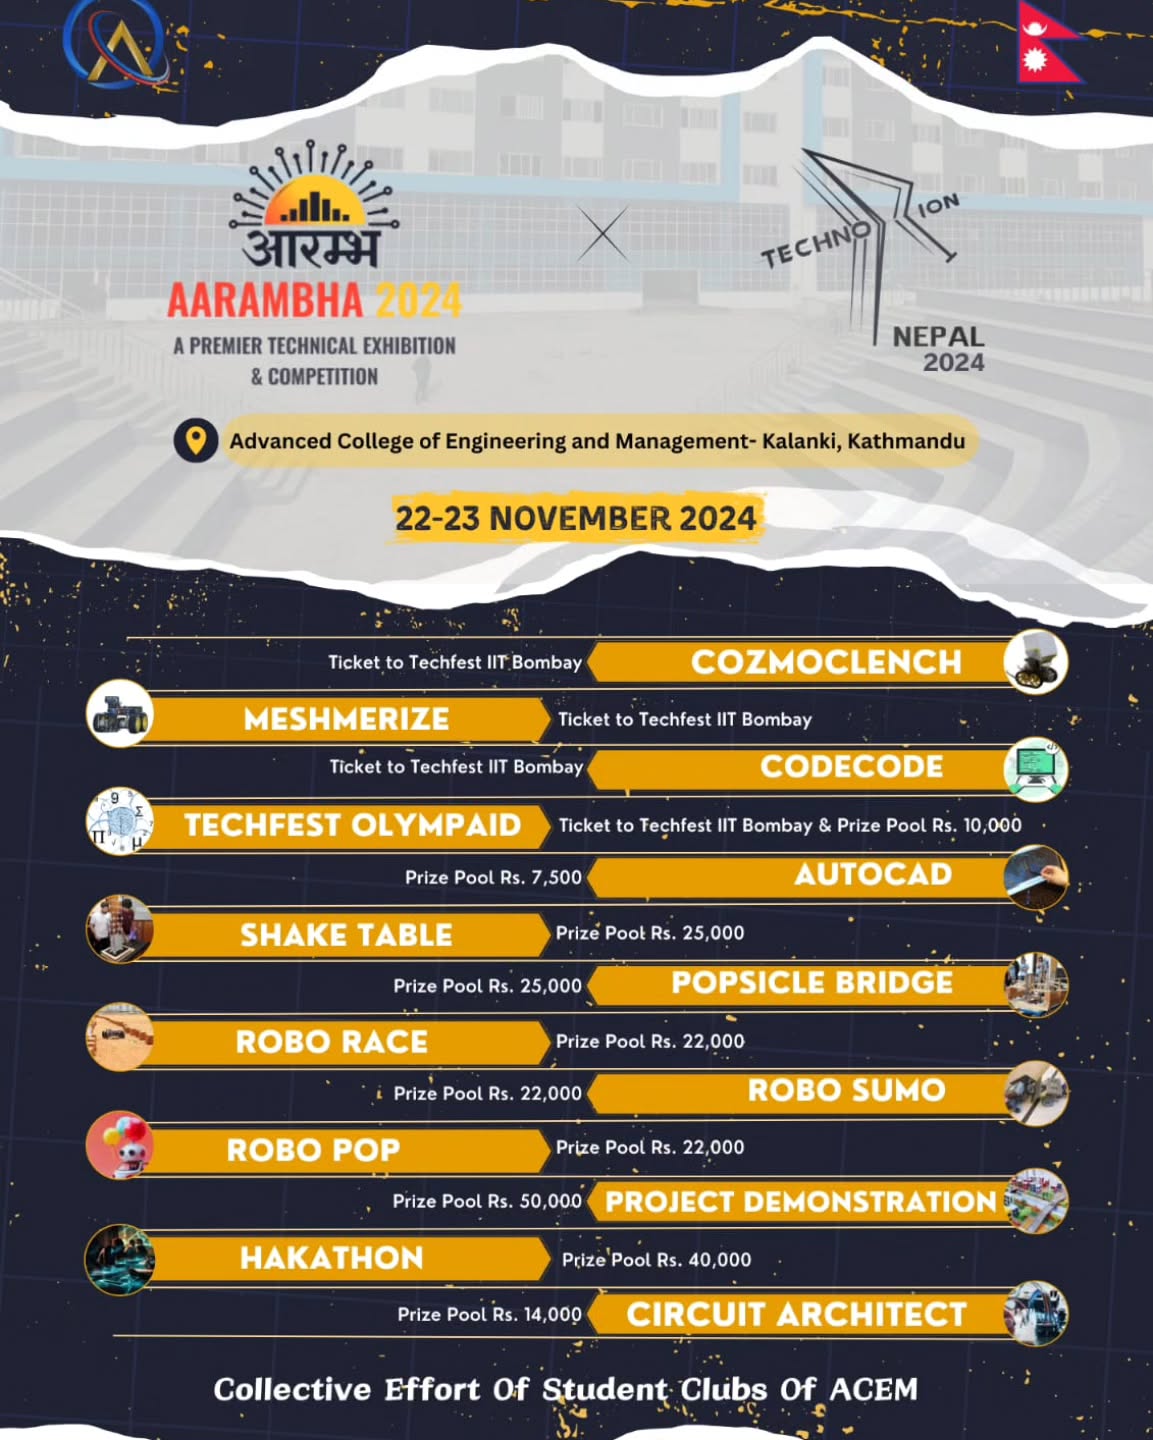 आरम्भ
AARAMBHA 2024
A PREMIER TECHNICAL EXHIBITION
& COMPETITION
TECHNO RION
NEPAL
2024
Advanced College of Engineering and Management- Kalanki, Kathmandu
22-23 NOVEMBER 2024
Ticket to Techfest IIT Bombay COZMOCLENCH
MESHMERIZE Ticket to Techfest IIT Bombay
Ticket to Techfest IIT Bombay CODECODE
TECHFEST OLYMPAID Ticket to Techfest IIT Bombay & Prize Pool Rs. 10,000
Prize Pool Rs. 7,500 AUTOCAD
SHAKE TABLE Prize Pool Rs. 25,000
Prize Pool Rs. 25,000 POPSICLE BRIDGE
ROBO RACE Prize Pool Rs. 22,000
Prize Pool Rs. 22,000 ROBO SUMO
ROBO POP Prize Pool Rs. 22,000
Prize Pool Rs. 50,000 PROJECT DEMONSTRATION
HAKATHON Prize Pool Rs. 40,000
Prize Pool Rs. 14,000 CIRCUIT ARCHITECT
Collective Effort Of Student Clubs Of ACEM